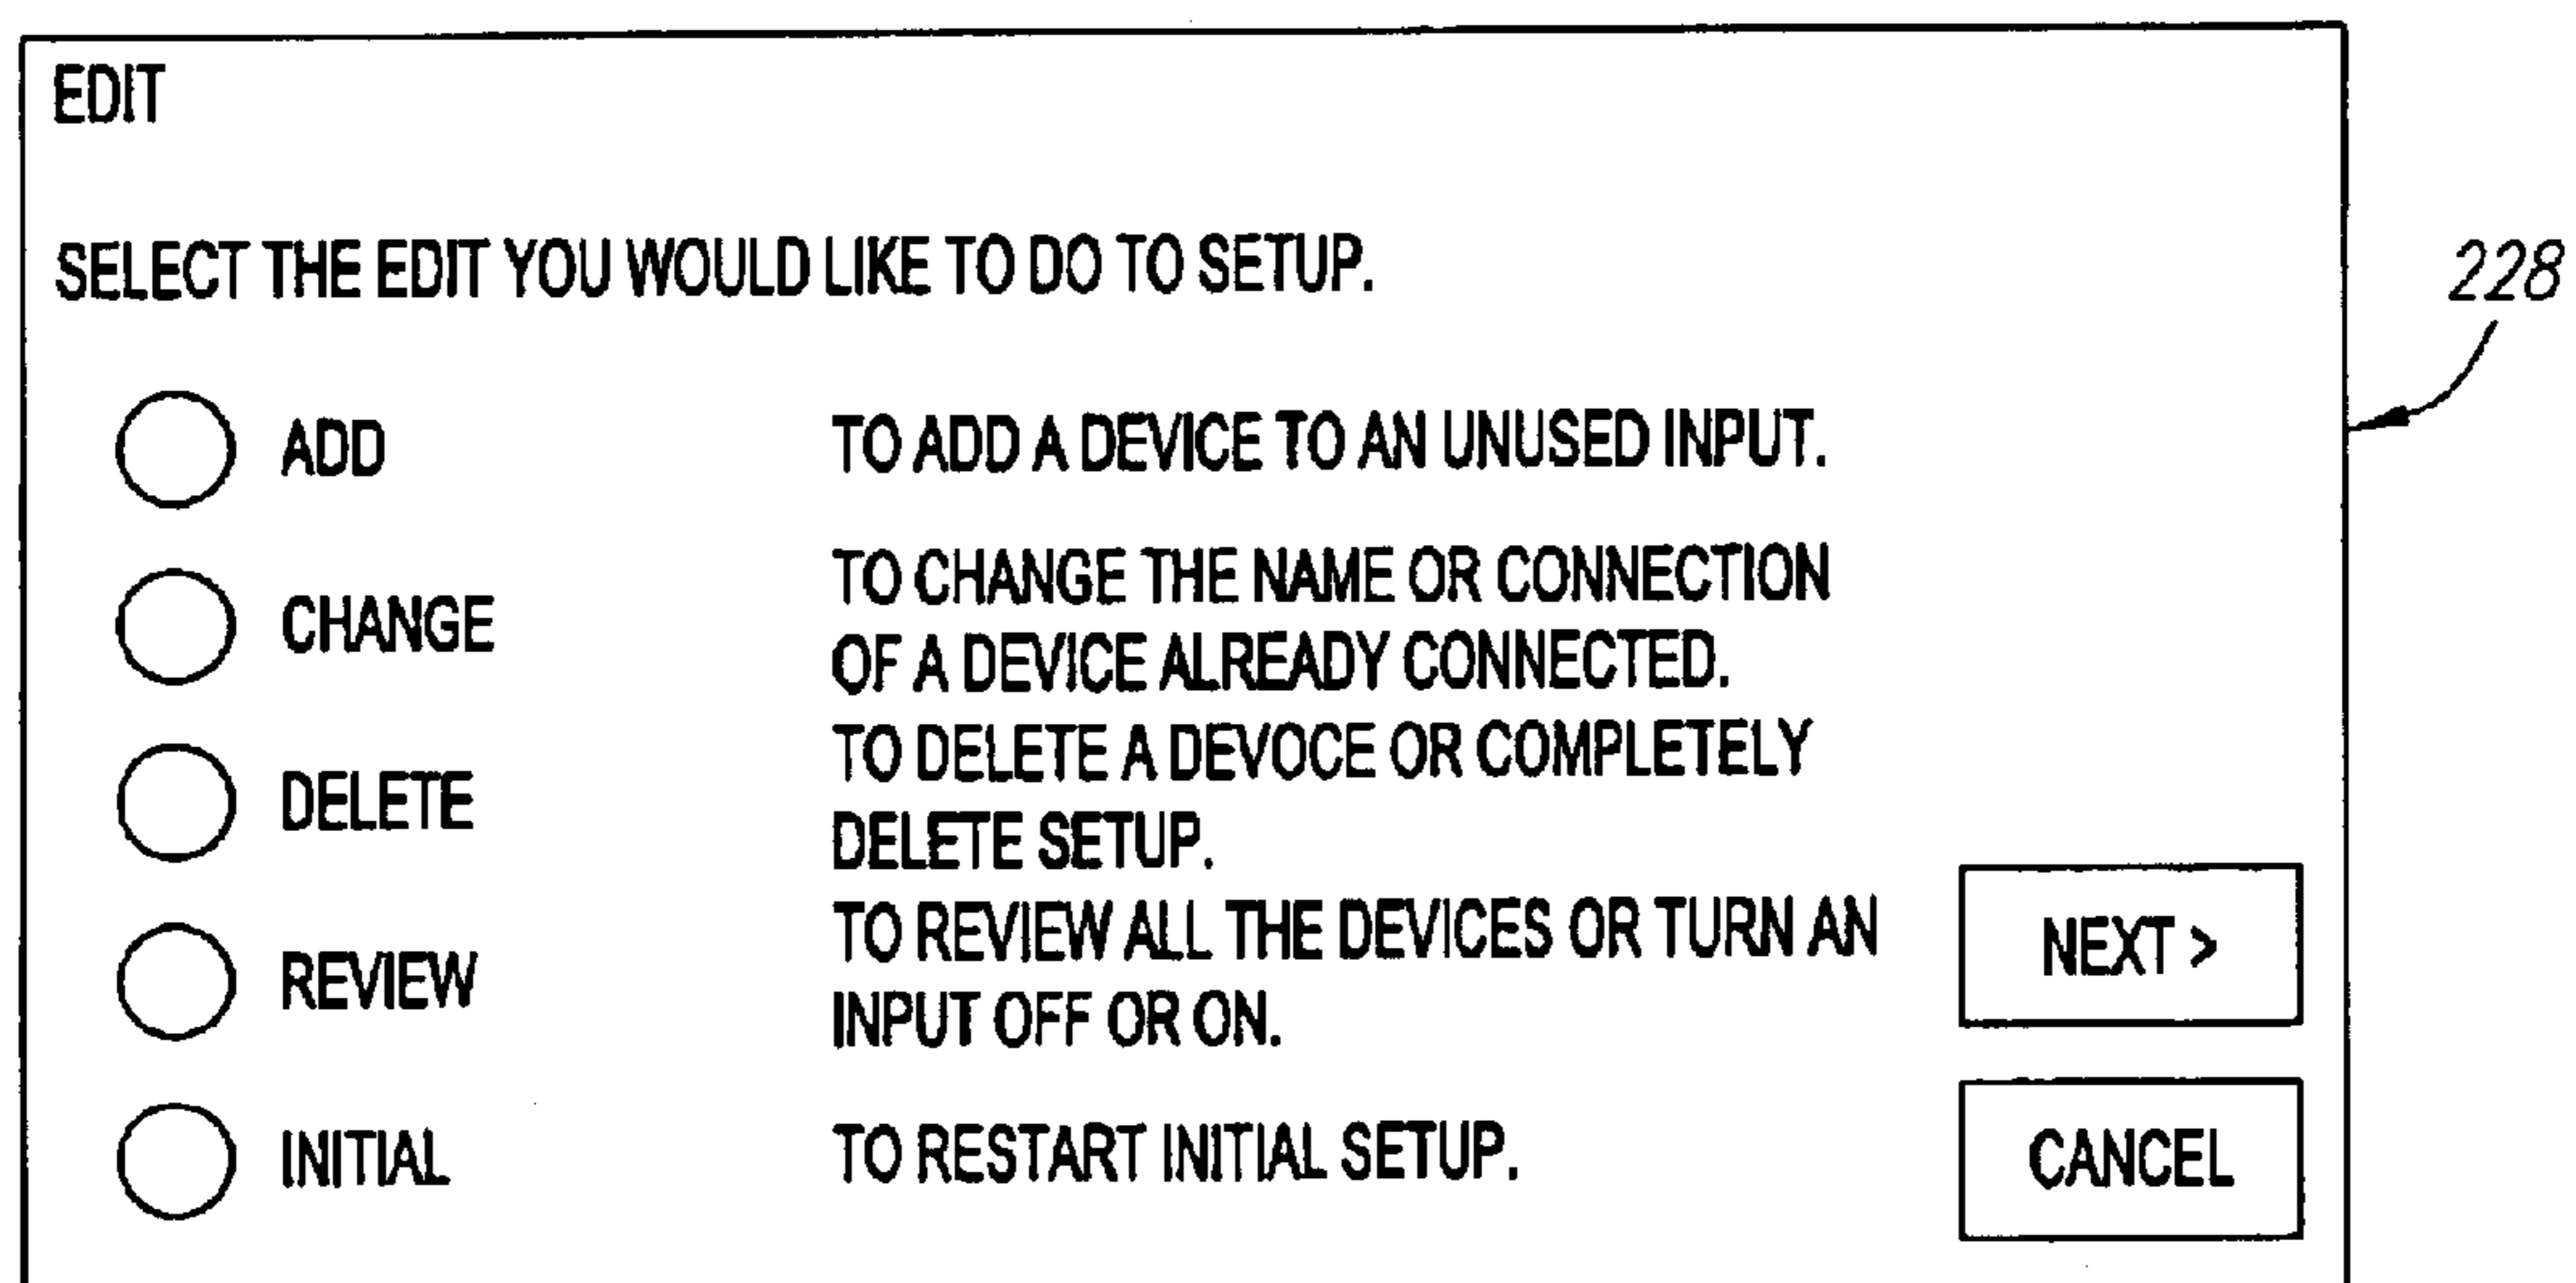 EDIT
SELECT THE EDIT YOU WOULD LIKE TO DO TO SETUP.
228
ADD
TO ADD A DEVICE TO AN UNUSED INPUT.
CHANGE
TO CHANGE THE NAME OR CONNECTION
OF A DEVICE ALREADY CONNECTED.
DELETE
TO DELETE A DEVOCE OR COMPLETELY
DELETE SETUP.
REVIEW
TO REVIEW ALL THE DEVICES OR TURN AN
INPUT OFF OR ON.
NEXT >
INITIAL
TO RESTART INITIAL SETUP.
CANCEL